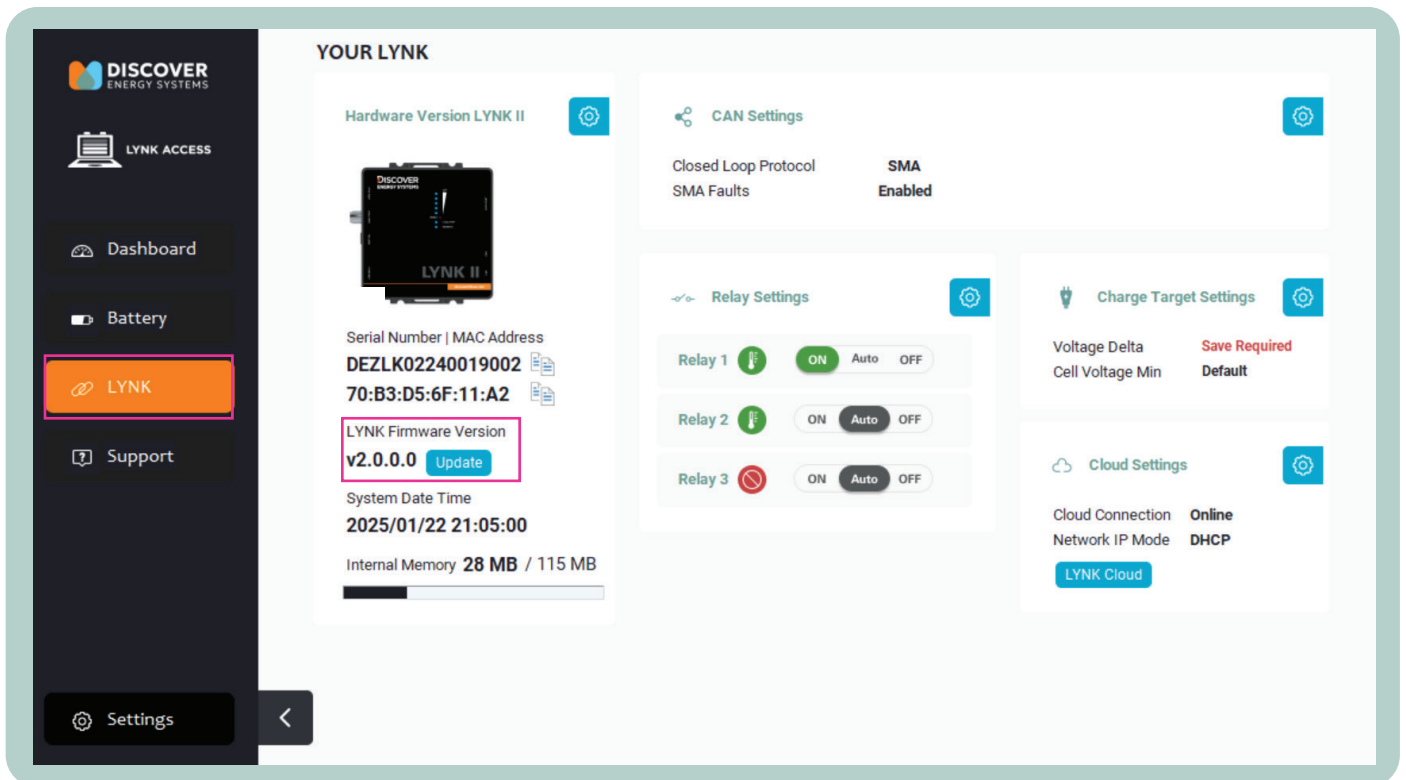 DISCOVER
ENERGY SYSTEMS
LYNK ACCESS
Dashboard
Battery
LYNK
Support
Settings
YOUR LYNK
Hardware Version LYNK II
DISCOVER
ENERGY SYSTEMS
LYNK II
Serial Number | MAC Address
DEZLK02240019002
70:B3:D5:6F:11:A2
LYNK Firmware Version
v2.0.0.0 Update
System Date Time
2025/01/22 21:05:00
Internal Memory 28 MB / 115 MB
CAN Settings
Closed Loop Protocol SMA
SMA Faults Enabled
Relay Settings
Relay 1 ON Auto OFF
Relay 2 ON Auto OFF
Relay 3 ON Auto OFF
Charge Target Settings
Voltage Delta Save Required
Cell Voltage Min Default
Cloud Settings
Cloud Connection Online
Network IP Mode DHCP
LYNK Cloud